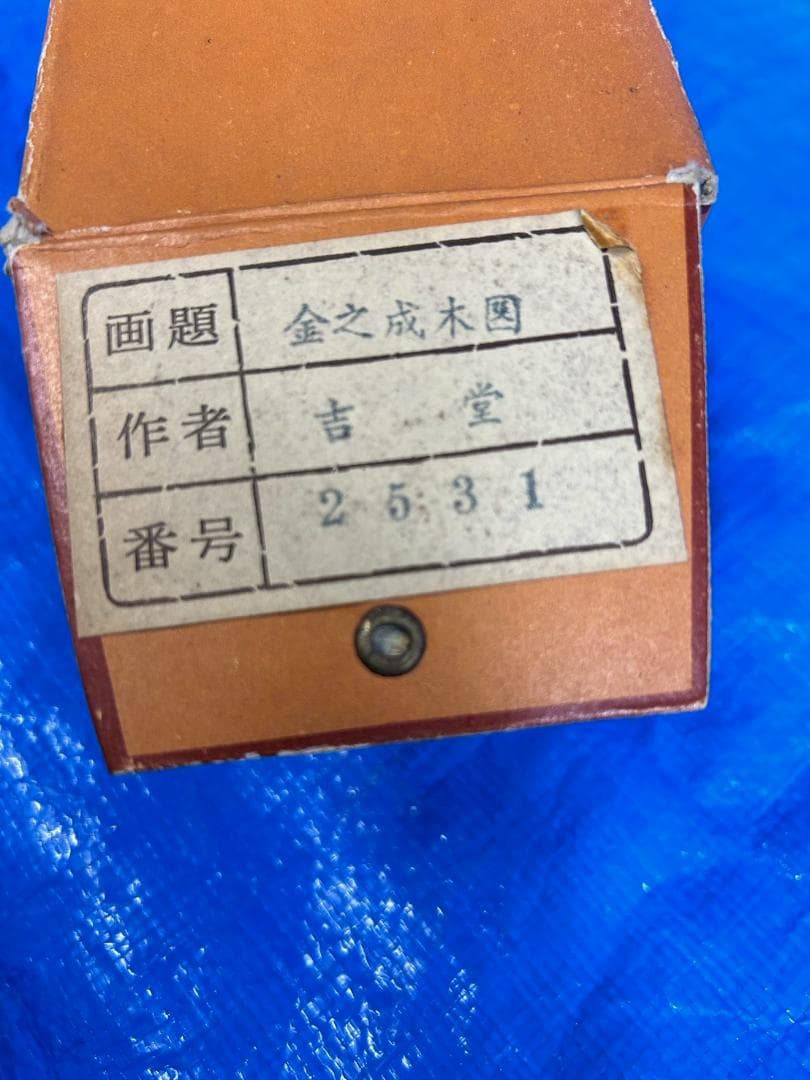 画題 金之成木図
作者 吉堂
番号 2531